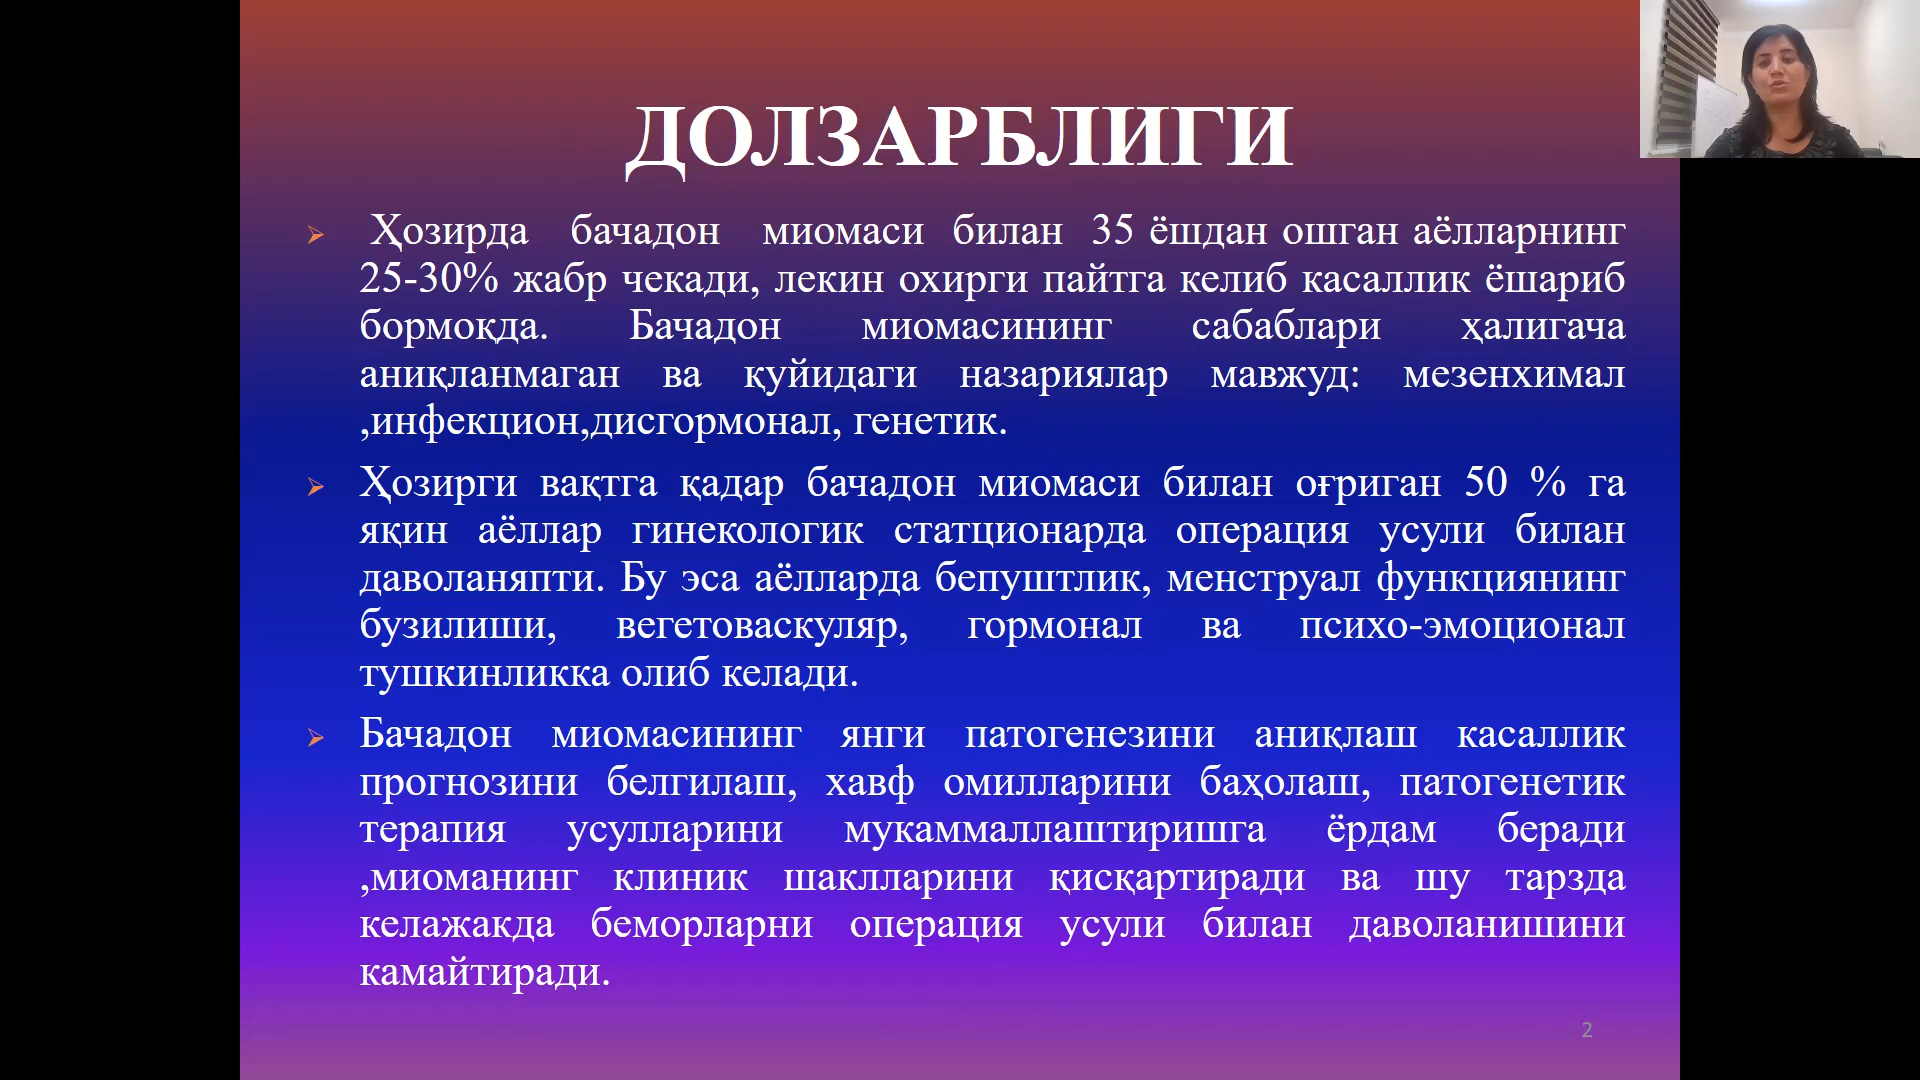 ДОЛЗАРБЛИГИ
Ҳозирда бачадон миомаси билан 35 ёшдан ошган аёлларнинг
25-30% жабр чекади, лекин охирги пайтга келиб касаллик ёшариб
бормоқда. Бачадон миомасининг сабаблари ҳалигача
аниқланмаган ва қуйидаги назариялар мавжуд: мезенхимал
,инфекцион,дисгормонал, генетик.
Ҳозирги вақтга қадар бачадон миомаси билан оғриган 50 % га
яқин аёллар гинекологик статционарда операция усули билан
даволаняпти. Бу эса аёлларда бепуштлик, менструал функциянинг
бузилиши, вегетоваскуляр, гормонал ва психо-эмоционал
тушкинликка олиб келади.
Бачадон миомасининг янги патогенезини аниқлаш касаллик
прогнозини белгилаш, хавф омилларини баҳолаш, патогенетик
терапия усулларини мукаммаллаштиришга ёрдам беради
,миоманинг клиник шаклларини қисқартиради ва шу тарзда
келажакда беморларни операция усули билан даволанишини
камайтиради.
2